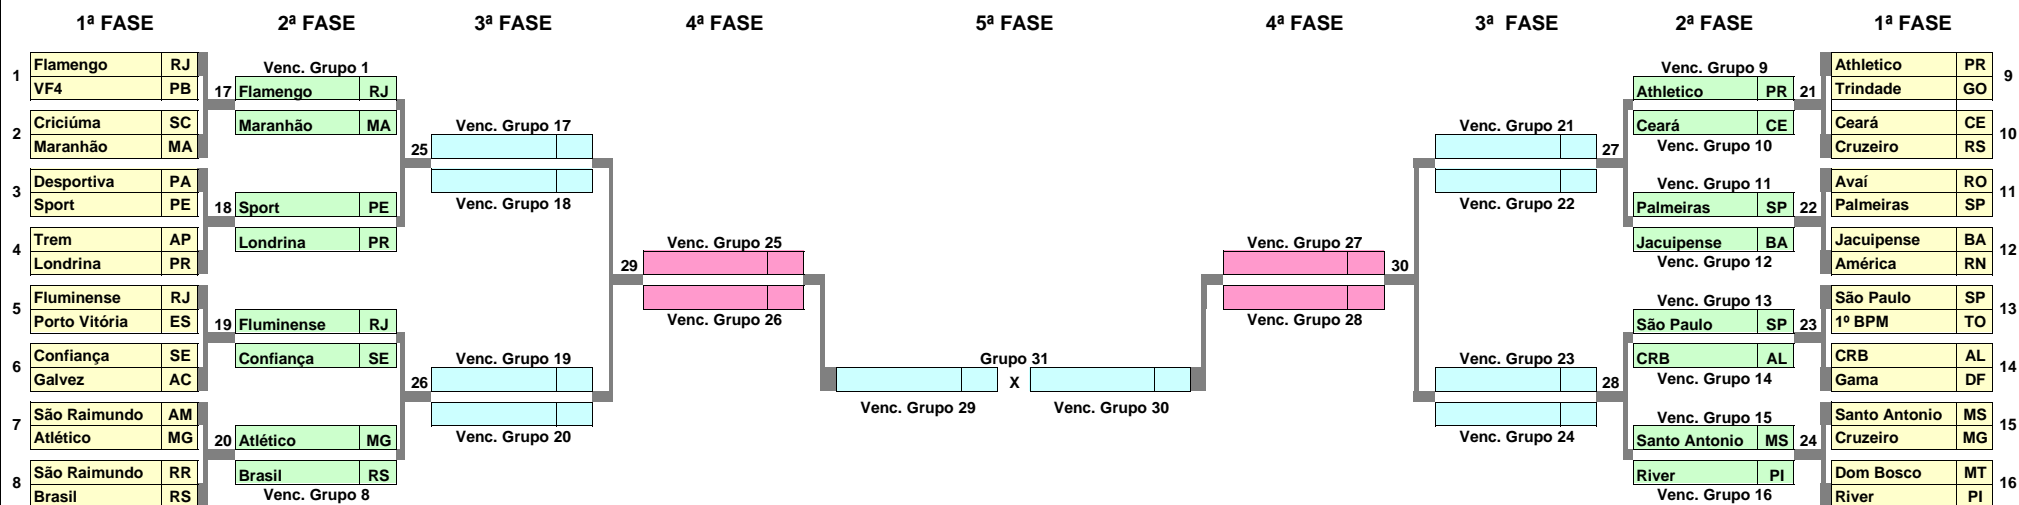 1ª FASE 2ª FASE 3ª FASE 4ª FASE 5ª FASE 4ª FASE 3ª FASE 2ª FASE 1ª FASE
1
Flamengo RJ
VF4 PB
2
Criciúma SC
Maranhão MA
3
Desportiva PA
Sport PE
4
Trem AP
Londrina PR
5
Fluminense RJ
Porto Vitória ES
6
Confiança SE
Galvez AC
7
São Raimundo AM
Atlético MG
8
São Raimundo RR
Brasil RS
Venc. Grupo 1
17 Flamengo RJ
Maranhão MA
18 Sport PE
Londrina PR
19 Fluminense RJ
Confiança SE
20 Atlético MG
Brasil RS
Venc. Grupo 8
Venc. Grupo 17
25
Venc. Grupo 18
Venc. Grupo 19
26
Venc. Grupo 20
Venc. Grupo 25
29
Venc. Grupo 26
Grupo 31
X
Venc. Grupo 29 Venc. Grupo 30
Venc. Grupo 27
30
Venc. Grupo 28
Venc. Grupo 21
27
Venc. Grupo 22
Venc. Grupo 23
28
Venc. Grupo 24
Venc. Grupo 9
Athletico PR 21
Ceará CE
Venc. Grupo 10
Venc. Grupo 11
Palmeiras SP 22
Jacuipense BA
Venc. Grupo 12
Venc. Grupo 13
São Paulo SP 23
CRB AL
Venc. Grupo 14
Venc. Grupo 15
Santo Antonio MS 24
River PI
Venc. Grupo 16
Athletico PR
9
Trindade GO
Ceará CE
10
Cruzeiro RS
Avaí RO
11
Palmeiras SP
Jacuipense BA
12
América RN
São Paulo SP
13
1º BPM TO
CRB AL
14
Gama DF
Santo Antonio MS
15
Cruzeiro MG
Dom Bosco MT
16
River PI